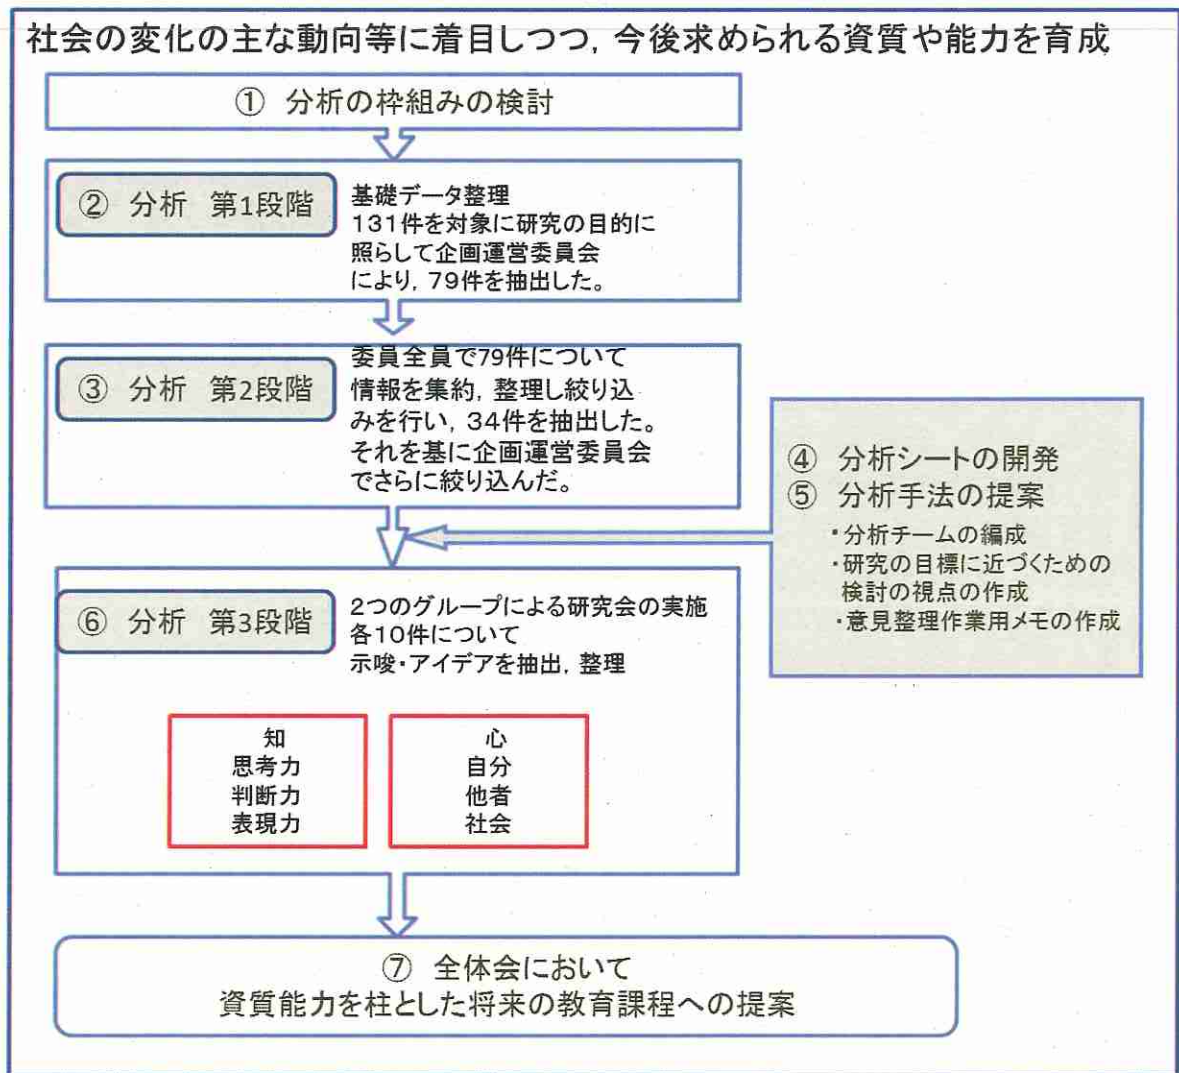 社会の変化の主な動向等に着目しつつ，今後求められる資質や能力を育成
① 分析の枠組みの検討
② 分析 第1段階
基礎データ整理
131件を対象に研究の目的に
照らして企画運営委員会
により，79件を抽出した。
③ 分析 第2段階
委員全員で79件について
情報を集約，整理し絞り込
みを行い，34件を抽出した。
それを基に企画運営委員会
でさらに絞り込んだ。
④ 分析シートの開発
⑤ 分析手法の提案
・分析チームの編成
・研究の目標に近づくための
検討の視点の作成
・意見整理作業用メモの作成
⑥ 分析 第3段階
2つのグループによる研究会の実施
各10件について
示唆・アイデアを抽出，整理
知
思考力
判断力
表現力
心
自分
他者
社会
⑦ 全体会において
資質能力を柱とした将来の教育課程への提案